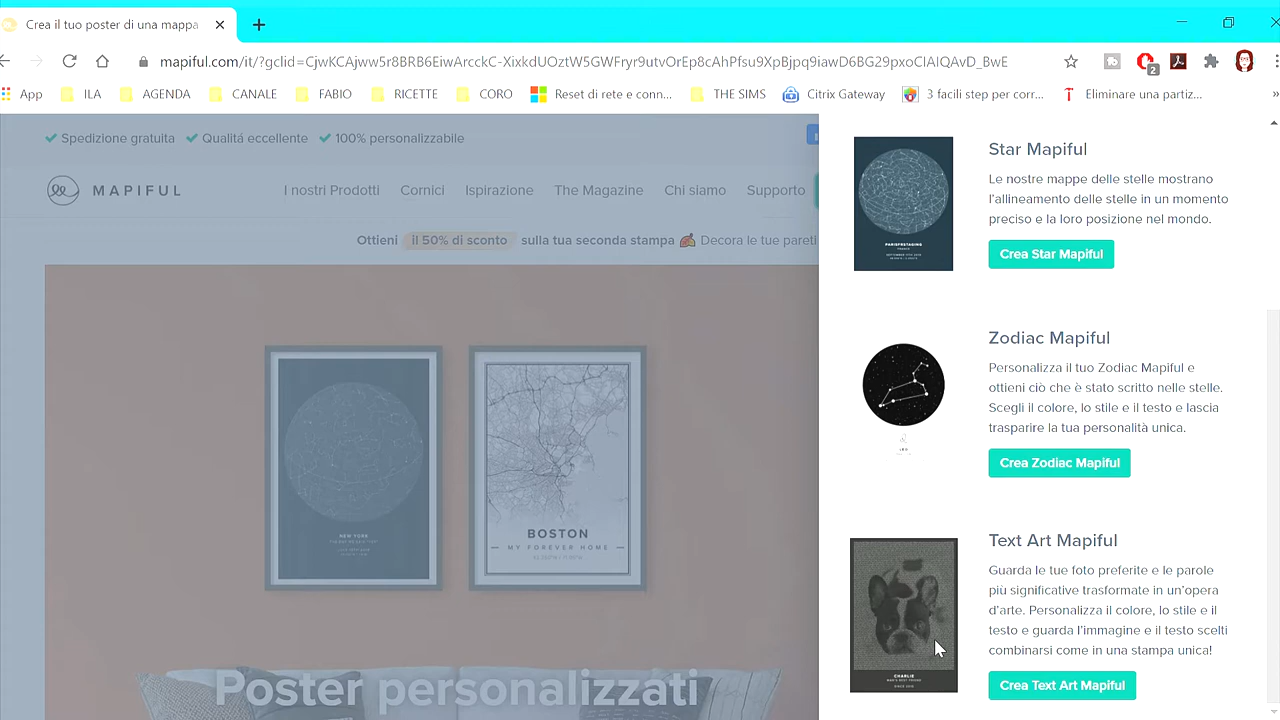 Crea il tuo poster di una mappa
mapiful.com/it/?gclid=CjwKCAjww5r8BRB6EiwArcckC-
App
ILA
AGENDA
CANALE
FABIO
RICETTE
CORO
Reset di rete e conn...
THE SIMS
Citrix Gateway
3 facili step per corr...
Eliminare una partiz...
2
Spedizione gratuita
Qualitá eccellente
100% personalizzabile
MAPIFUL
I nostri Prodotti
Cornici
Ispirazione
The Magazine
Chi siamo
Supporto
Ottieni il 50% di sconto sulla tua seconda stampa Decora le tue pareti
NEW YORK
BOSTON
MY FOREVER HOME
Poster personalizzati
Star Mapiful
Le nostre mappe delle stelle mostrano
l'allineamento delle stelle in un momento
preciso e la loro posizione nel mondo.
Crea Star Mapiful
Zodiac Mapiful
Personalizza il tuo Zodiac Mapiful e
ottieni ciò che è stato scritto nelle stelle.
Scegli il colore, lo stile e il testo e lascia
trasparire la tua personalità unica.
Crea Zodiac Mapiful
CHARLIE
MAN'S BEST FRIEND
SINCE 2015
Text Art Mapiful
Guarda le tue foto preferite e le parole
più significative trasformate in un'opera
d'arte. Personalizza il colore, lo stile e il
testo e guarda l'immagine e il testo scelti
combinarsi come in una stampa unica!
Crea Text Art Mapiful